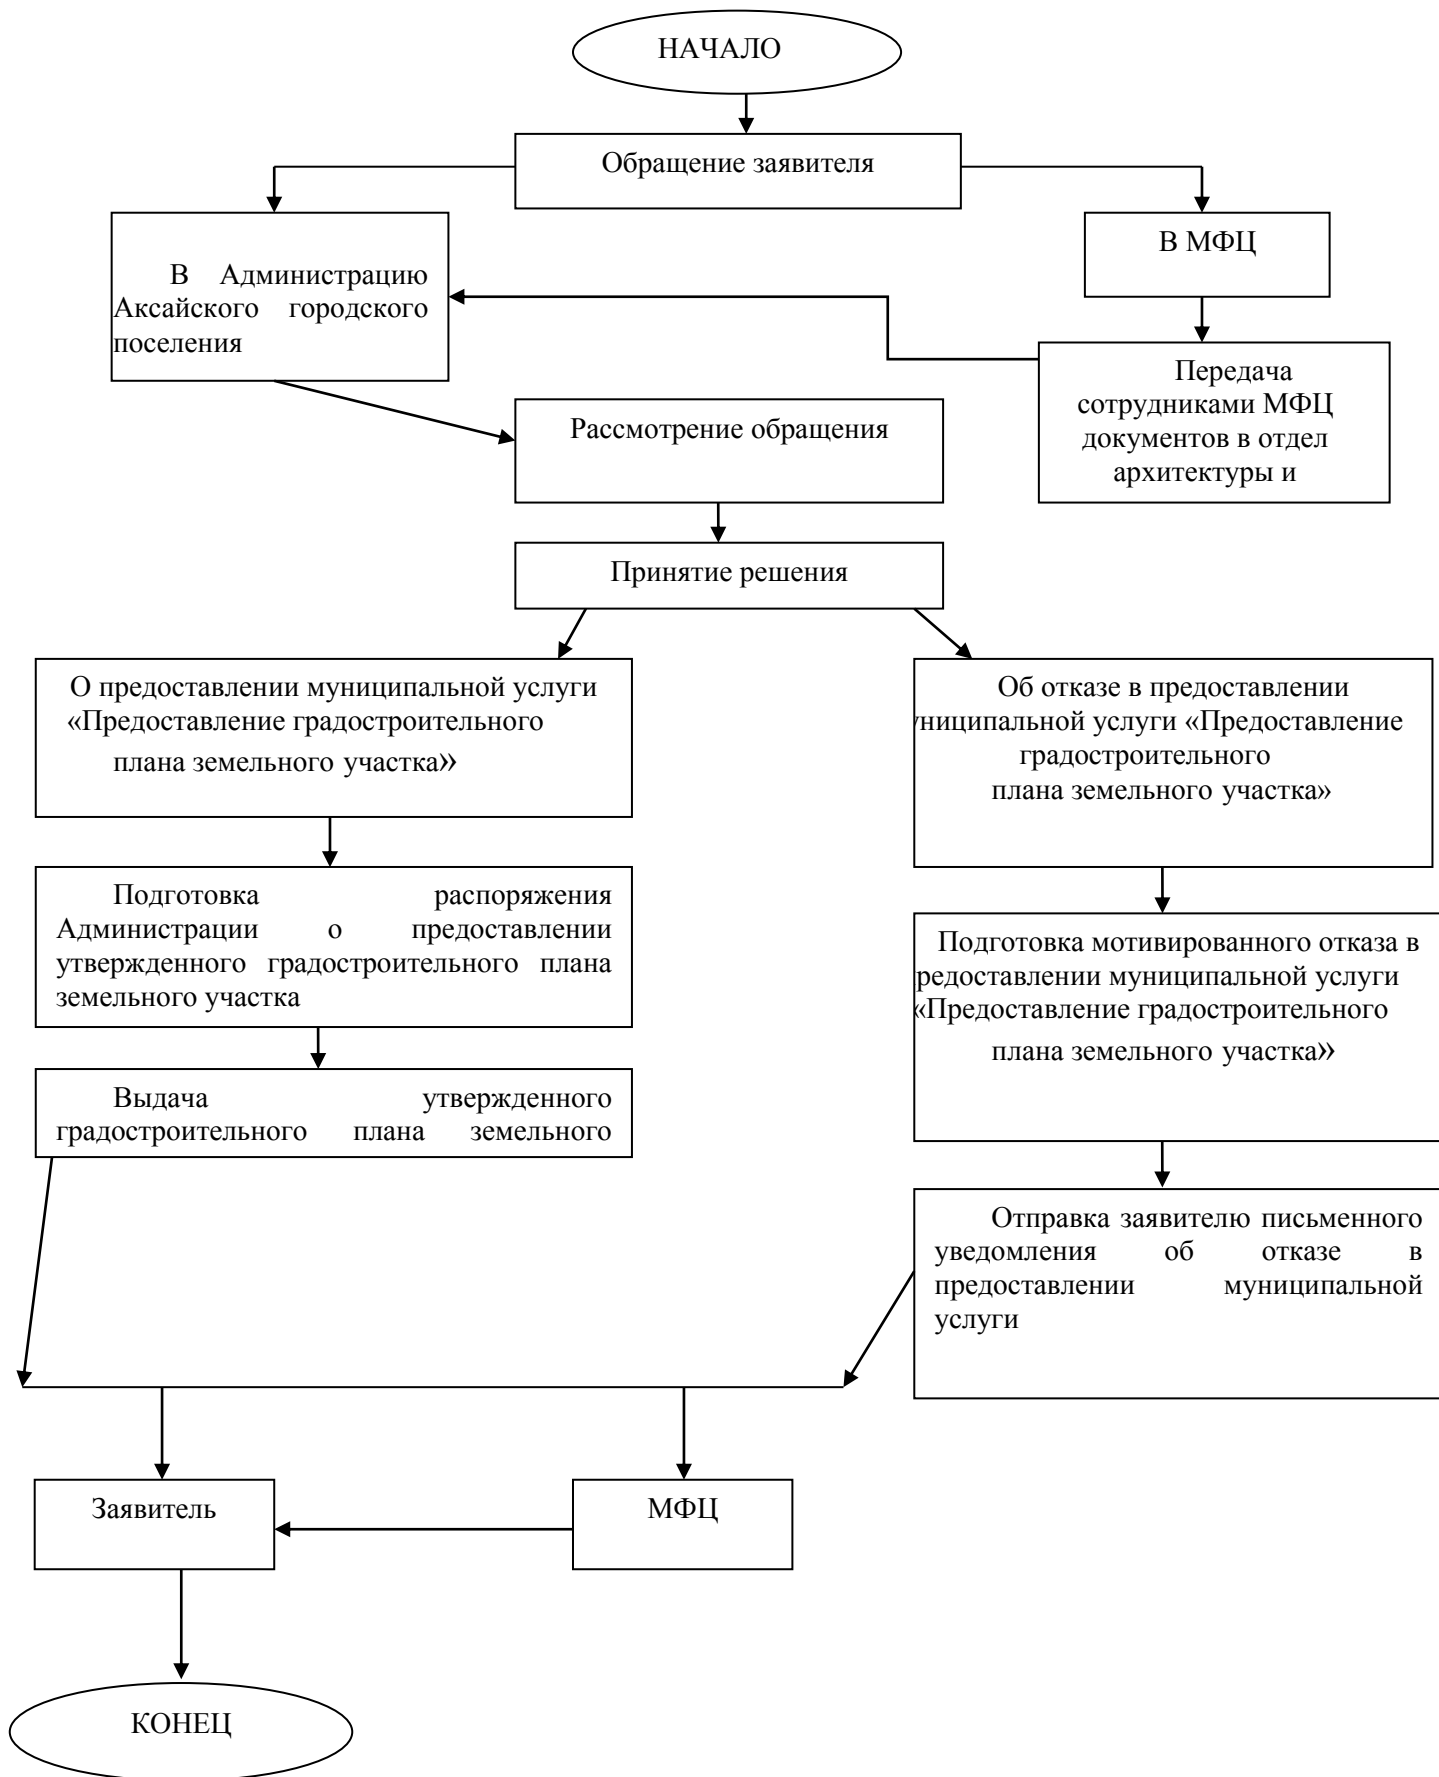 НАЧАЛО
Обращение заявителя
В Администрацию
Аксайского городского
поселения
В МФЦ
Передача
сотрудниками МФЦ
документов в отдел
архитектуры и
Рассмотрение обращения
Принятие решения
О предоставлении муниципальной услуги
«Предоставление градостроительного
плана земельного участка»
Об отказе в предоставлении
униципальной услуги «Предоставление
градостроительного
плана земельного участка»
Подготовка распоряжения
Администрации о предоставлении
утвержденного градостроительного плана
земельного участка
Подготовка мотивированного отказа в
редоставлении муниципальной услуги
«Предоставление градостроительного
плана земельного участка»
Выдача утвержденного
градостроительного плана земельного
Отправка заявителю письменного
уведомления об отказе в
предоставлении муниципальной
услуги
Заявитель
МФЦ
КОНЕЦ